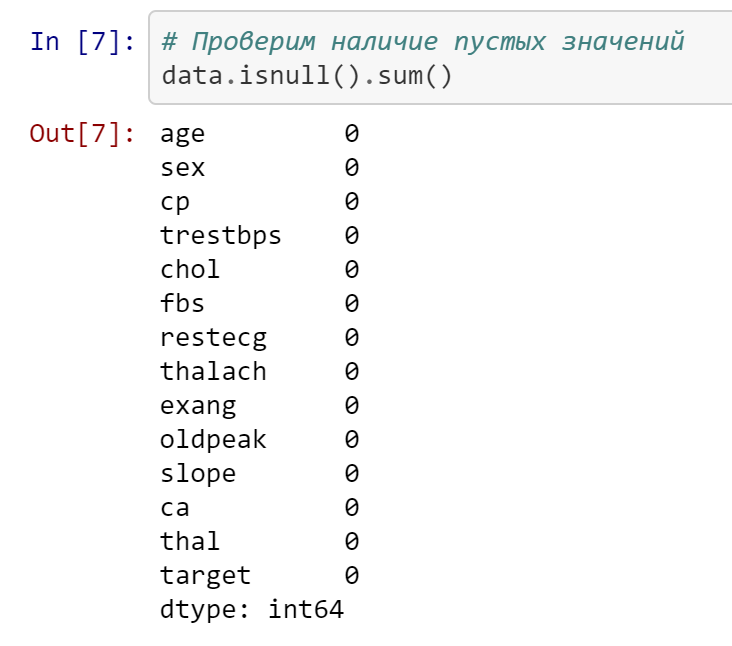 In [7]: # Проверим наличие пустых значений
data.isnull().sum()
Out[7]: age 0
sex 0
cp 0
trestbps 0
chol 0
fbs 0
restecg 0
thalach 0
exang 0
oldpeak 0
slope 0
ca 0
thal 0
target 0
dtype: int64